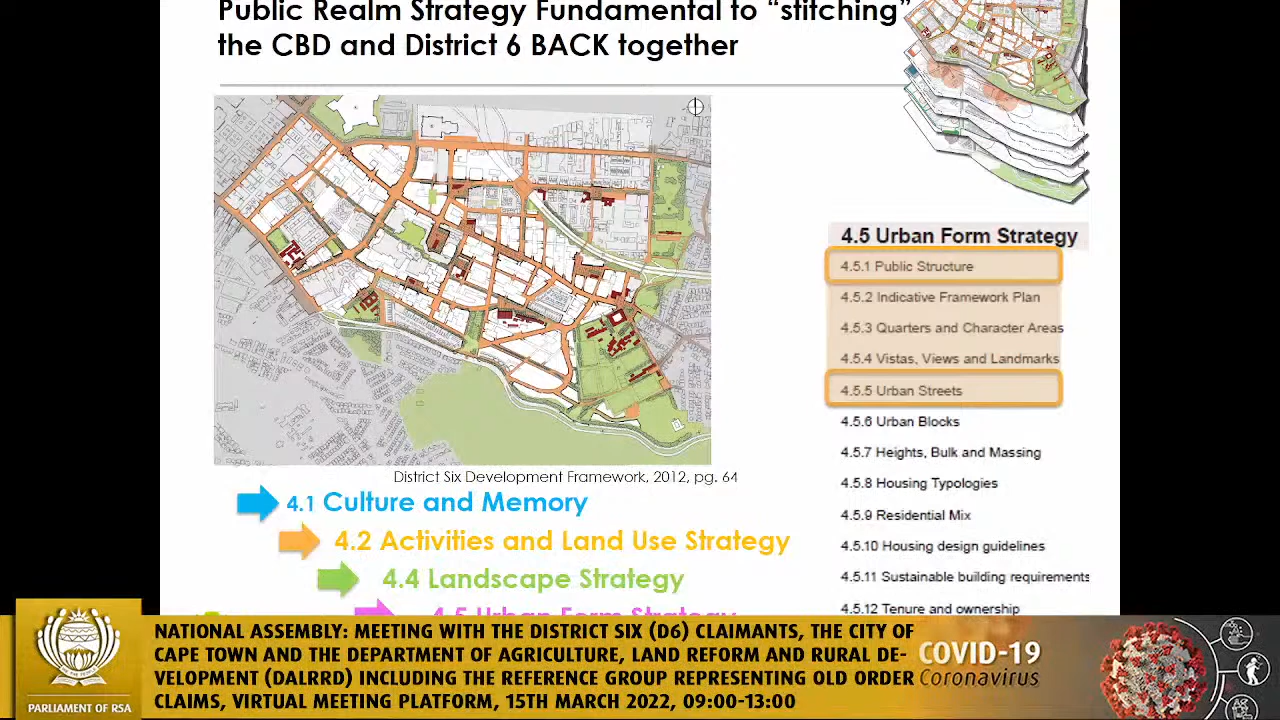 Public Realm Strategy Fundamental to “stitching”
the CBD and District 6 BACK together
4.5 Urban Form Strategy
4.5.1 Public Structure
4.5.2 Indicative Framework Plan
4.5.3 Quarters and Character Areas
4.5.4 Vistas, Views and Landmarks
4.5.5 Urban Streets
4.5.6 Urban Blocks
4.5.7 Heights, Bulk and Massing
4.5.8 Housing Typologies
4.5.9 Residential Mix
4.5.10 Housing design guidelines
4.5.11 Sustainable building requirements
4.5.12 Tenure and ownership
District Six Development Framework, 2012, pg. 64
4.1 Culture and Memory
4.2 Activities and Land Use Strategy
4.4 Landscape Strategy
4.5 Urban Form Strategy
NATIONAL ASSEMBLY: MEETING WITH THE DISTRICT SIX (D6) CLAIMANTS, THE CITY OF
CAPE TOWN AND THE DEPARTMENT OF AGRICULTURE, LAND REFORM AND RURAL DE-
VELOPMENT (DALRRD) INCLUDING THE REFERENCE GROUP REPRESENTING OLD ORDER
CLAIMS, VIRTUAL MEETING PLATFORM, 15TH MARCH 2022, 09:00-13:00
PARLIAMENT OF RSA
COVID-19
Coronavirus